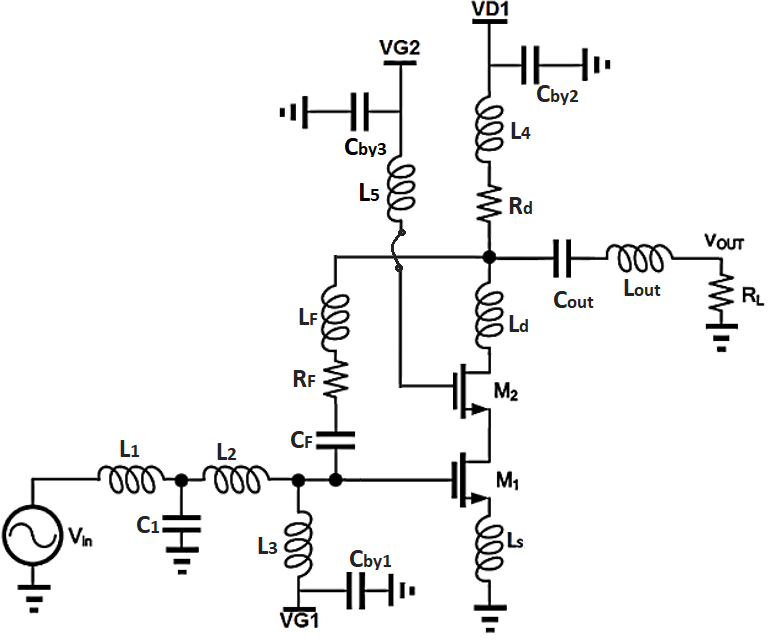 VD1
VG2
Cby2
Cby3
L4
L5
Rd
VOUT
Cout
Lout
RL
LF
Ld
RF
M2
CF
L1
L2
M1
C1
Vin
L3
Cby1
Ls
VG1